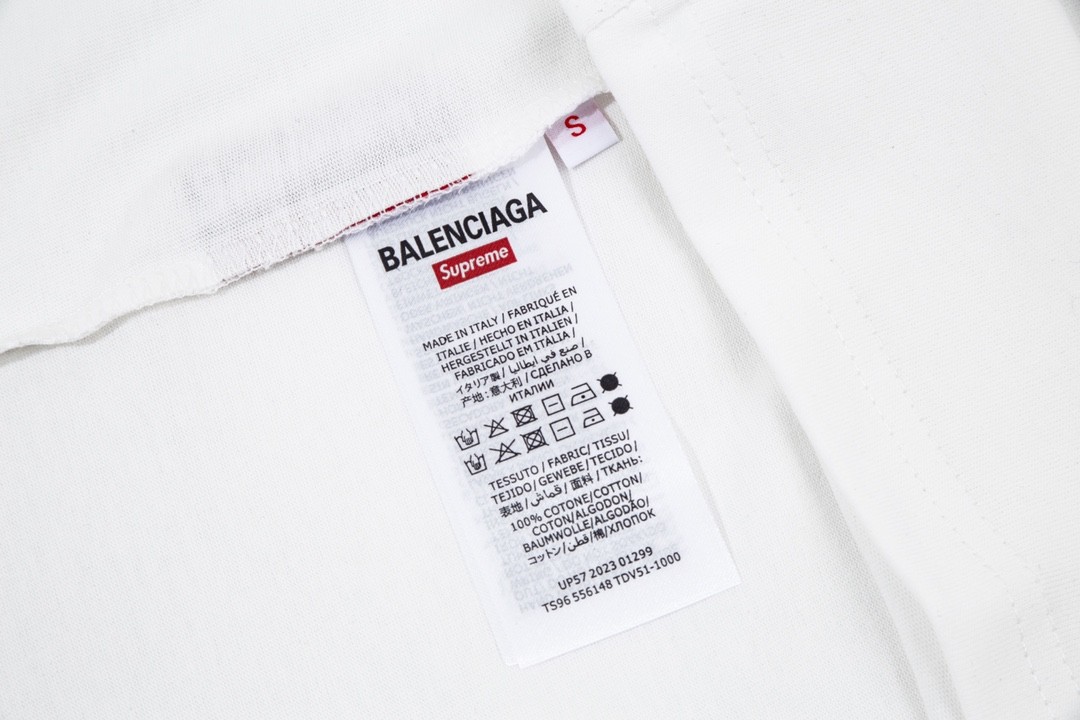 S
BALENCIAGA
Supreme
MADE IN ITALY / FABRIQUÉ EN
ITALIE / HECHO EN ITALIA /
HERGESTELLT IN ITALIEN /
FABRICADO EM ITALIA /
イタリア製 / صنع في ايطاليا /
产地 : 意大利 / СДЕЛАНО В
ИТАЛИИ
TESSUTO / FABRIC/ TISSU/
TEJIDO/ GEWEBE / TECIDO/
表地/ قماش/ 面料 / ТКАНЬ:
100% COTONE/COTTON/
COTON/ALGODON/
BAUMWOLLE/ALGODÃO/
コットン/قطن/棉/ХЛОПОК
UP57 2023 01299
TS96 556148 TDV51-1000